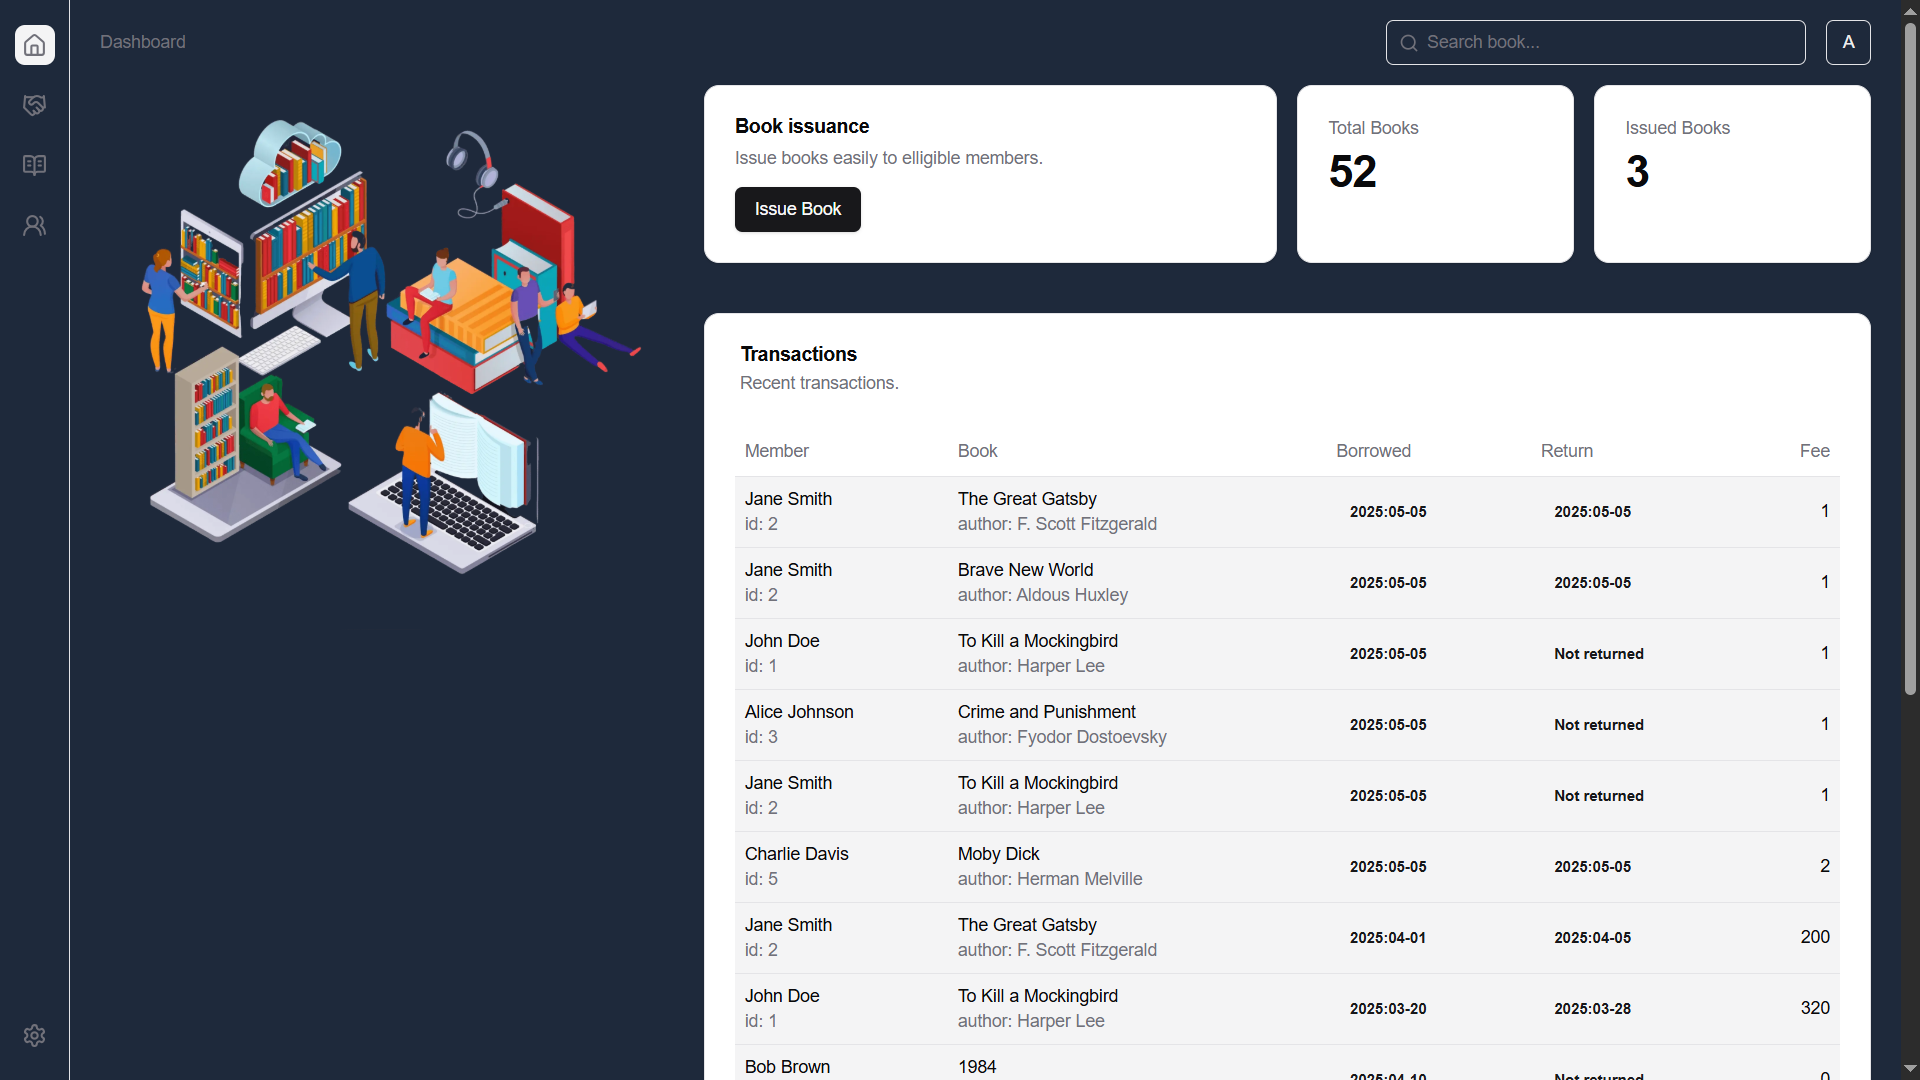 Dashboard
Search book...
A
Book issuance
Issue books easily to elligible members.
Issue Book
Total Books
52
Issued Books
3
Transactions
Recent transactions.
Member Book Borrowed Return Fee
Jane Smith The Great Gatsby
id: 2 author: F. Scott Fitzgerald 2025:05-05 2025:05-05 1
Jane Smith Brave New World
id: 2 author: Aldous Huxley 2025:05-05 2025:05-05 1
John Doe To Kill a Mockingbird
id: 1 author: Harper Lee 2025:05-05 Not returned 1
Alice Johnson Crime and Punishment
id: 3 author: Fyodor Dostoevsky 2025:05-05 Not returned 1
Jane Smith To Kill a Mockingbird
id: 2 author: Harper Lee 2025:05-05 Not returned 1
Charlie Davis Moby Dick
id: 5 author: Herman Melville 2025:05-05 2025:05-05 2
Jane Smith The Great Gatsby
id: 2 author: F. Scott Fitzgerald 2025:04-01 2025:04-05 200
John Doe To Kill a Mockingbird
id: 1 author: Harper Lee 2025:03-20 2025:03-28 320
Bob Brown 1984
2025:04-10 Not returned 0